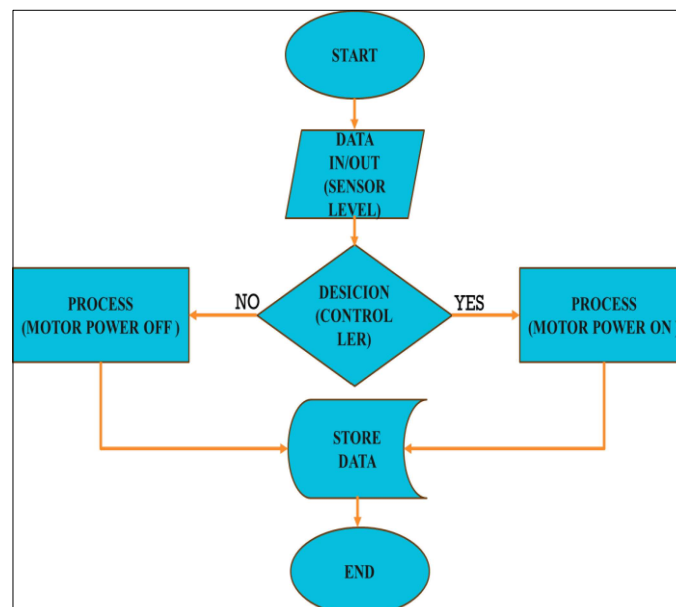 START
DATA
IN/OUT
(SENSOR
LEVEL)
DESICION
(CONTROL
LER)
NO
YES
PROCESS
(MOTOR POWER OFF )
PROCESS
(MOTOR POWER ON )
STORE
DATA
END